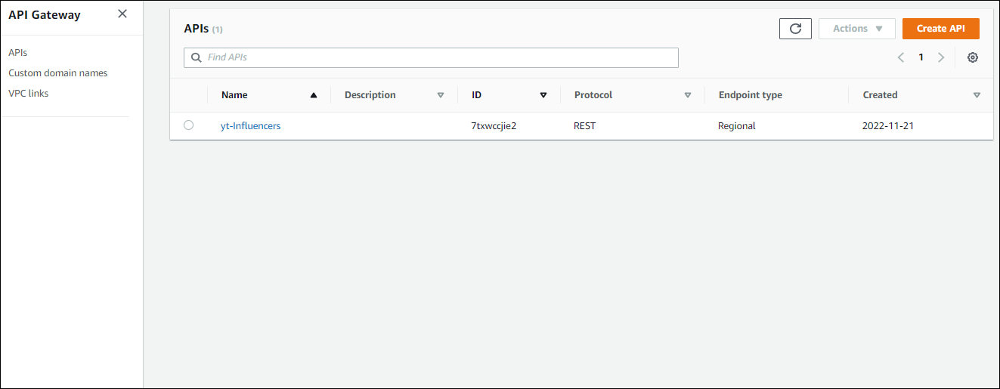 API Gateway
APIs
Custom domain names
VPC links
APIs (1)
Actions
Create API
Find APIs
1
Name Description ID Protocol Endpoint type Created
yt-Influencers 7txwccjie2 REST Regional 2022-11-21